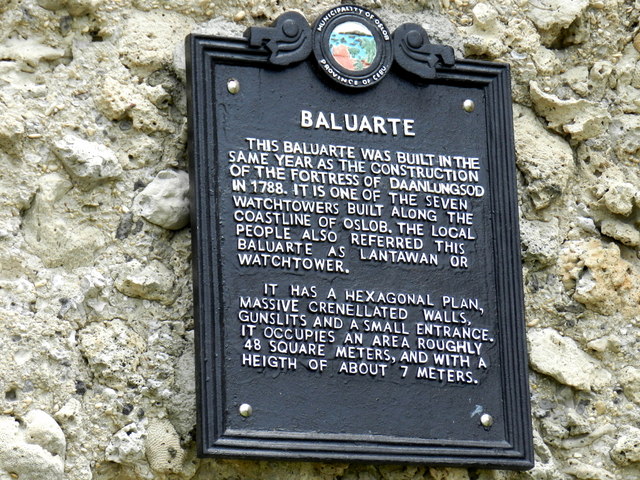 MUNICIPALITY OF OSLOB
PROVINCE OF CEBU
BALUARTE
THIS BALUARTE WAS BUILT IN THE
SAME YEAR AS THE CONSTRUCTION
OF THE FORTRESS OF DAANLUNGSOD
IN 1788. IT IS ONE OF THE SEVEN
WATCHTOWERS BUILT ALONG THE
COASTLINE OF OSLOB. THE LOCAL
PEOPLE ALSO REFERRED THIS
BALUARTE AS LANTAWAN OR
WATCHTOWER.
IT HAS A HEXAGONAL PLAN,
MASSIVE CRENELLATED WALLS,
GUNSLITS AND A SMALL ENTRANCE.
IT OCCUPIES AN AREA ROUGHLY
48 SQUARE METERS, AND WITH A
HEIGTH OF ABOUT 7 METERS.